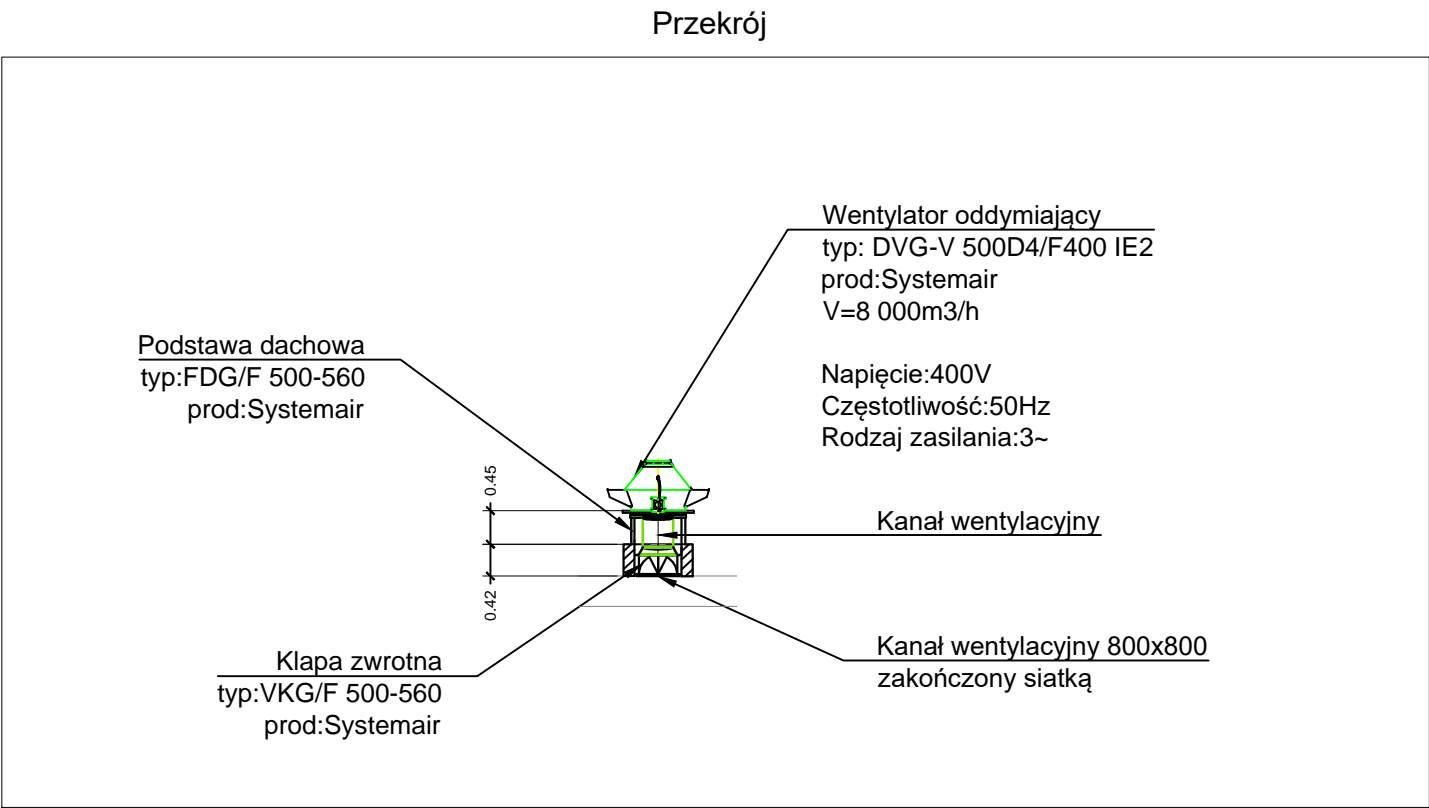 Przekrój
Wentylator oddymiający
typ: DVG-V 500D4/F400 IE2
prod:Systemair
V=8 000m3/h
Napięcie:400V
Częstotliwość:50Hz
Rodzaj zasilania:3~
Podstawa dachowa
typ:FDG/F 500-560
prod:Systemair
0.45
0.42
Kanał wentylacyjny
Klapa zwrotna
typ:VKG/F 500-560
prod:Systemair
Kanał wentylacyjny 800x800
zakończony siatką